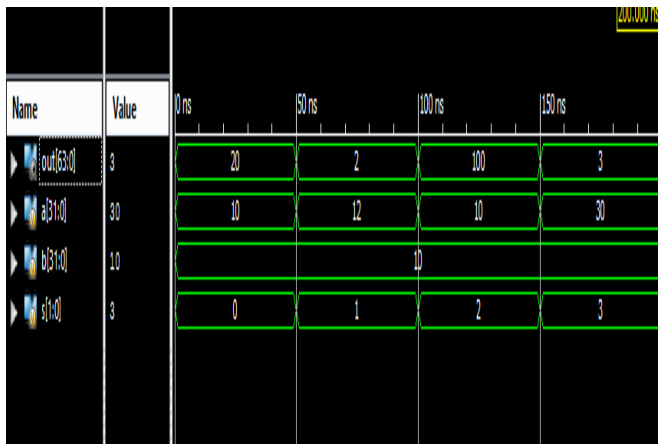 200.000 ns
Name Value 0 ns 50 ns 100 ns 150 ns
out[63:0] 3 20 2 100 3
a[31:0] 30 10 12 10 30
b[31:0] 10 10
s[1:0] 3 0 1 2 3